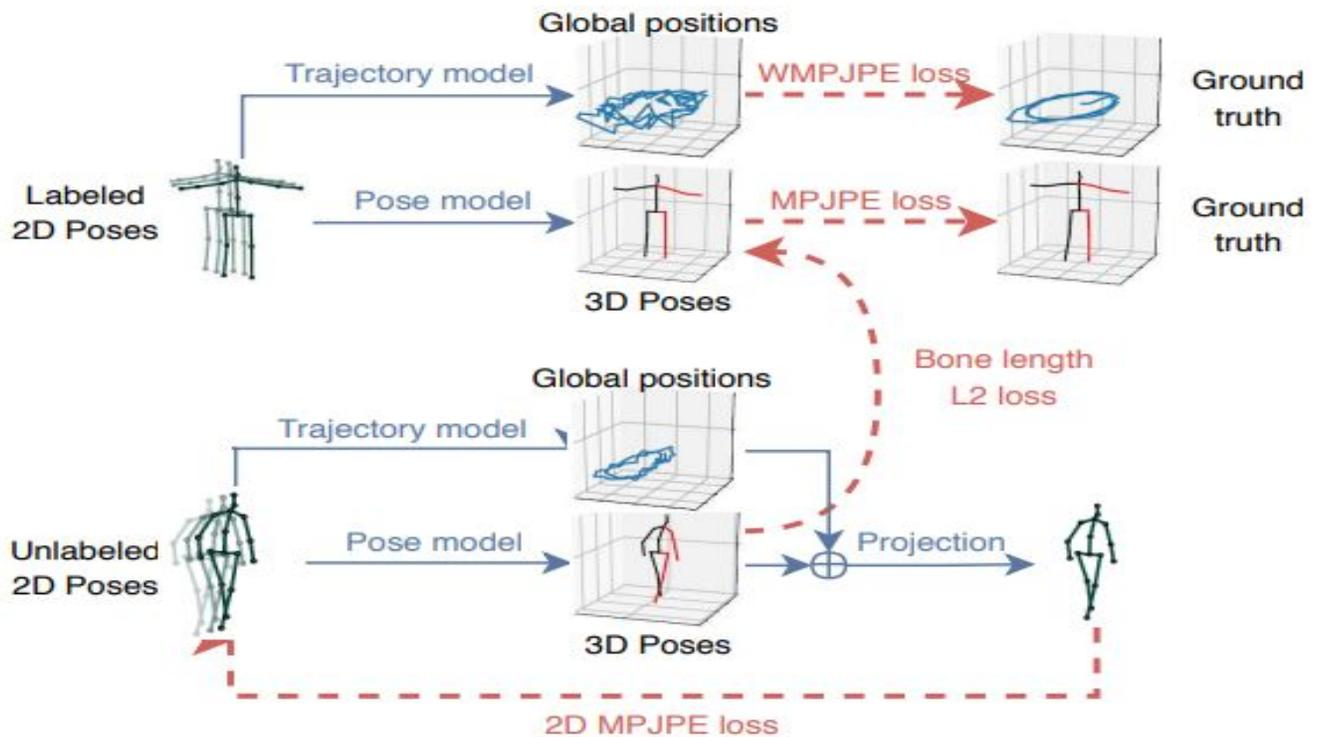 Global positions
Trajectory model
WMPJPE loss
Ground
truth
Labeled
2D Poses
Pose model
MPJPE loss
Ground
truth
3D Poses
Bone length
L2 loss
Global positions
Trajectory model
Unlabeled
2D Poses
Pose model
Projection
3D Poses
2D MPJPE loss